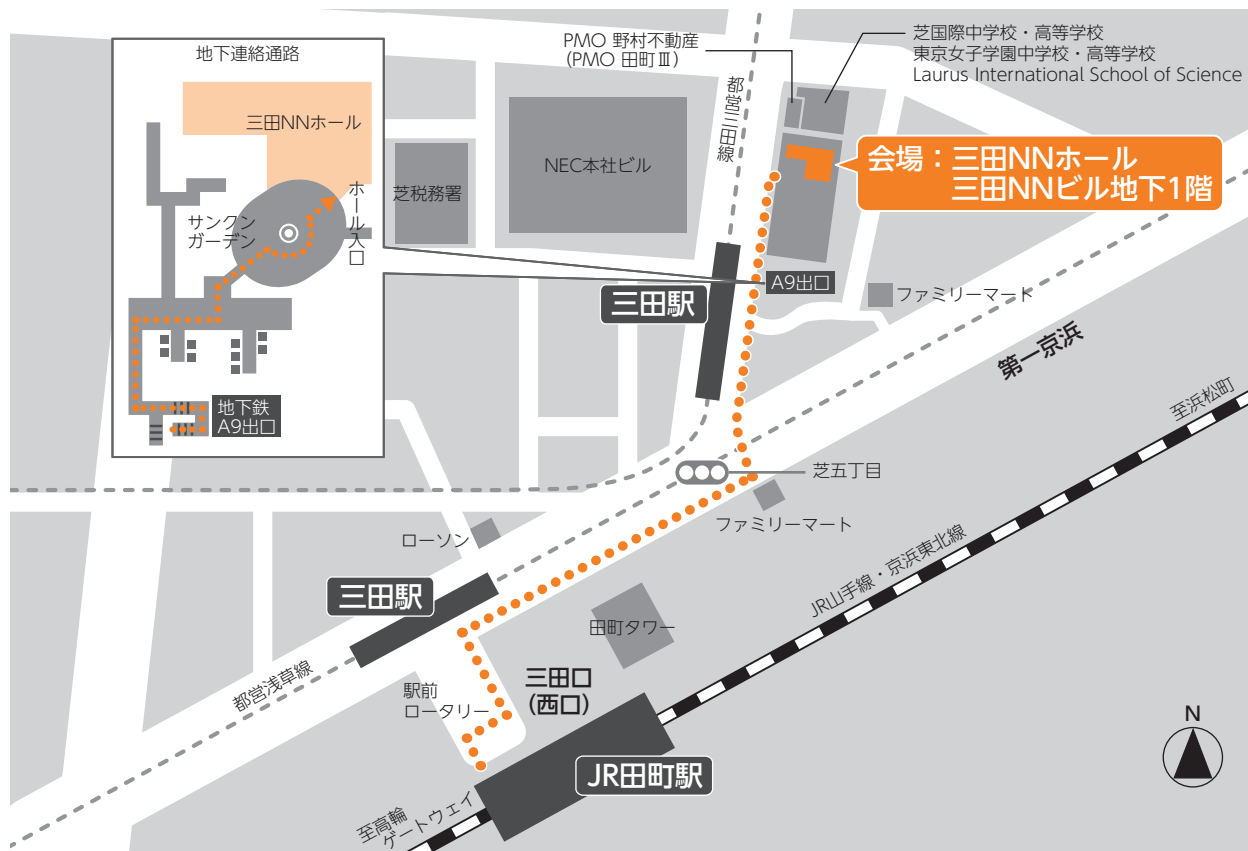 地下連絡通路
三田NNホール
サンクン
ガーデン
ホール入口
地下鉄
A9出口
PMO 野村不動産
(PMO 田町Ⅲ)
芝国際中学校・高等学校
東京女子学園中学校・高等学校
Laurus International School of Science
都営三田線
芝税務署
NEC本社ビル
会場：三田NNホール
三田NNビル地下1階
A9出口
三田駅
ファミリーマート
第一京浜
至浜松町
芝五丁目
ファミリーマート
ローソン
三田駅
JR山手線・京浜東北線
田町タワー
都営浅草線
駅前
ロータリー
三田口
(西口)
JR田町駅
N
至高輪
ゲートウェイ